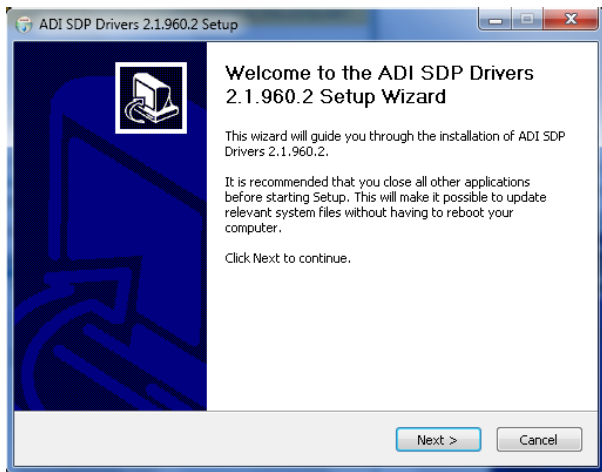 ADI SDP Drivers 2.1.960.2 Setup
Welcome to the ADI SDP Drivers
2.1.960.2 Setup Wizard
This wizard will guide you through the installation of ADI SDP
Drivers 2.1.960.2.
It is recommended that you close all other applications
before starting Setup. This will make it possible to update
relevant system files without having to reboot your
computer.
Click Next to continue.
Next >
Cancel